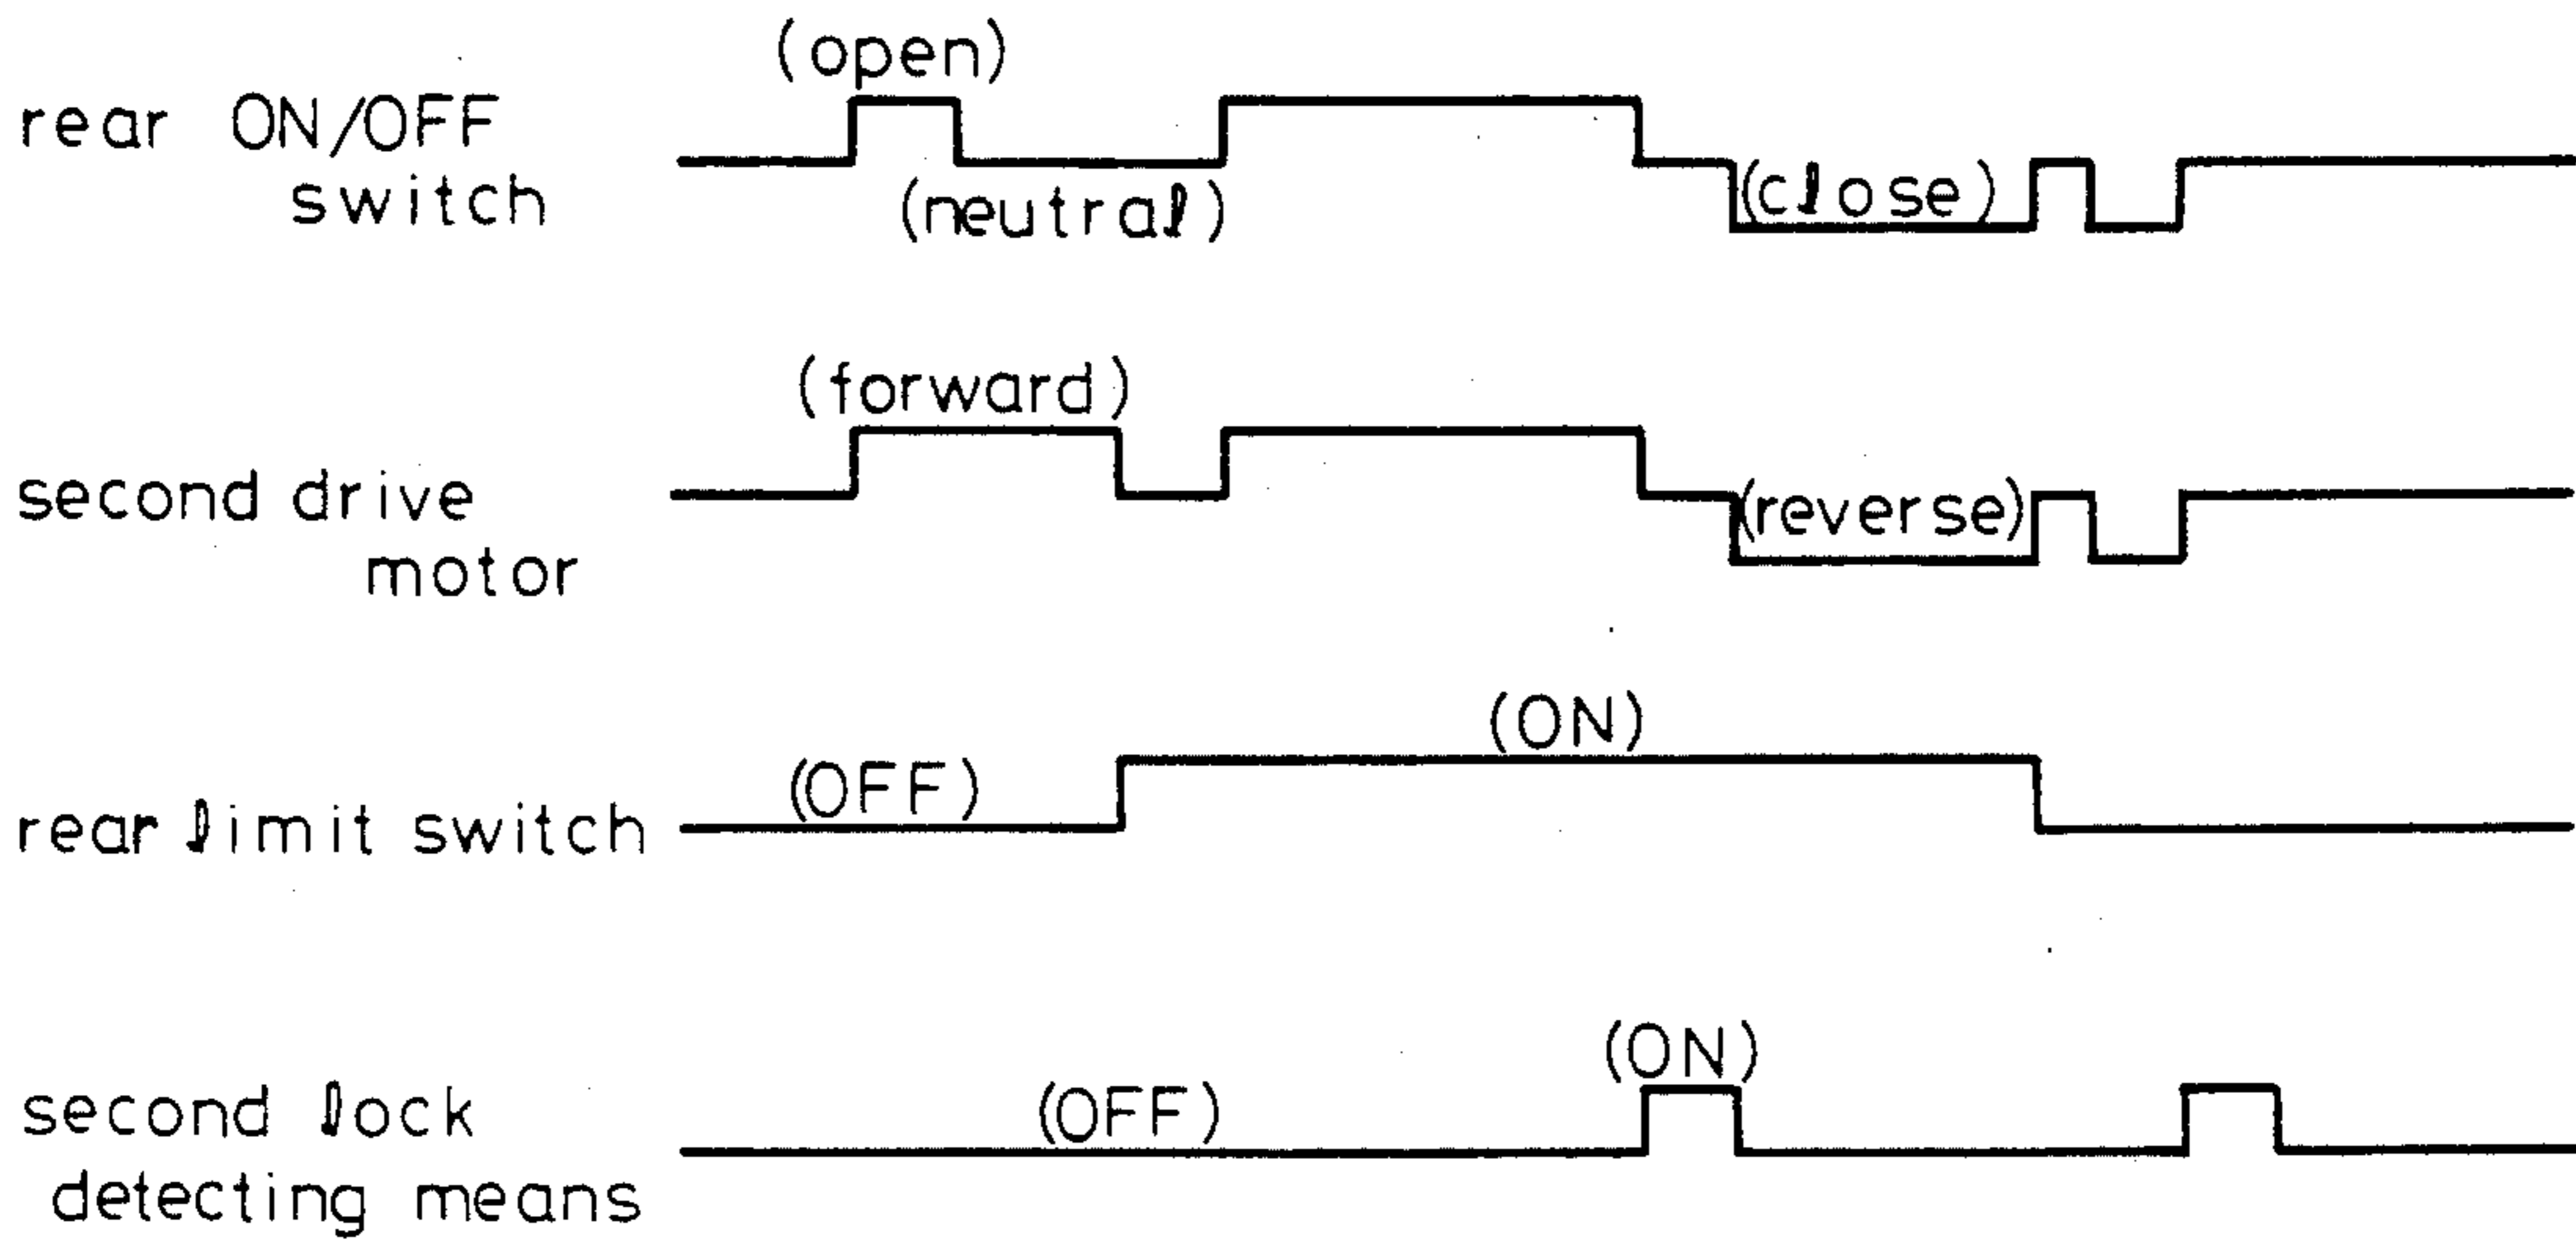 (open)
rear ON/OFF
switch
(neutral)
(close)
(forward)
second drive
motor
(reverse)
(ON)
(OFF)
rear limit switch
(ON)
(OFF)
second lock
detecting means